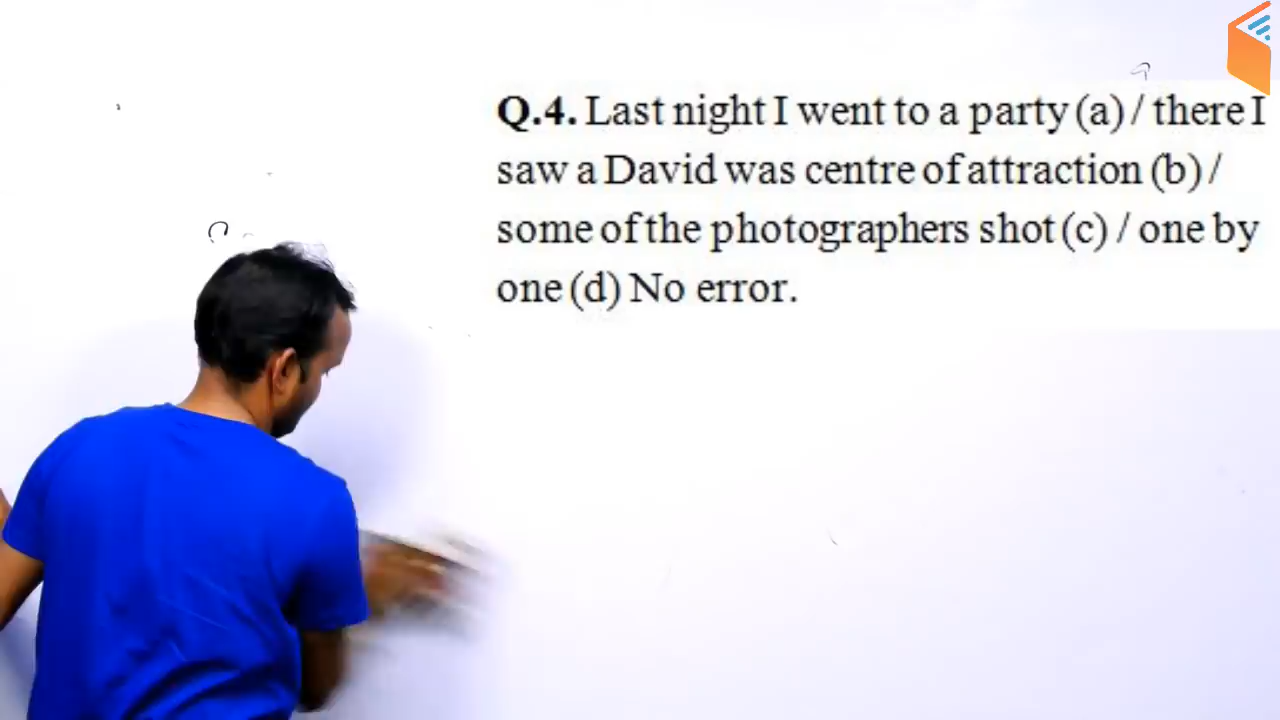 Q.4. Last night I went to a party (a) / there I
saw a David was centre of attraction (b) /
some of the photographers shot (c) / one by
one (d) No error.